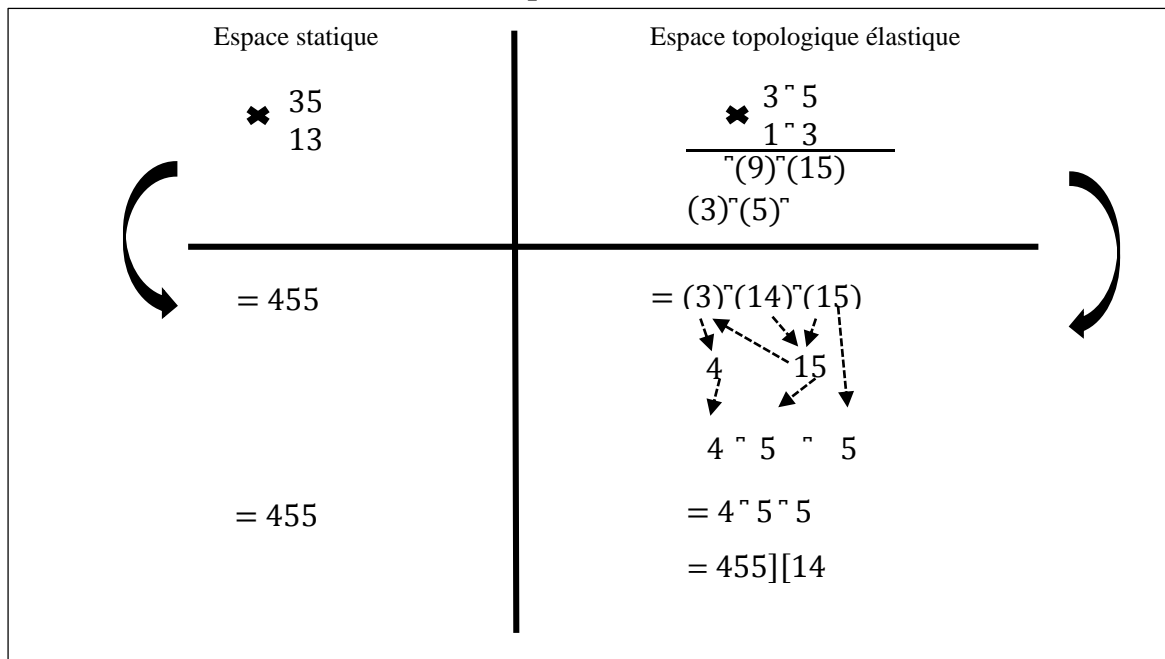 Espace statique
35
13
= 455
= 455
Espace topologique élastique
3 ⌝ 5
1 ⌝ 3
⌝(9)⌝(15)
(3)⌝(5)⌝
= (3)⌝(14)⌝(15)
4 15
4 ⌝ 5 ⌝ 5
= 4 ⌝ 5 ⌝ 5
= 455][14